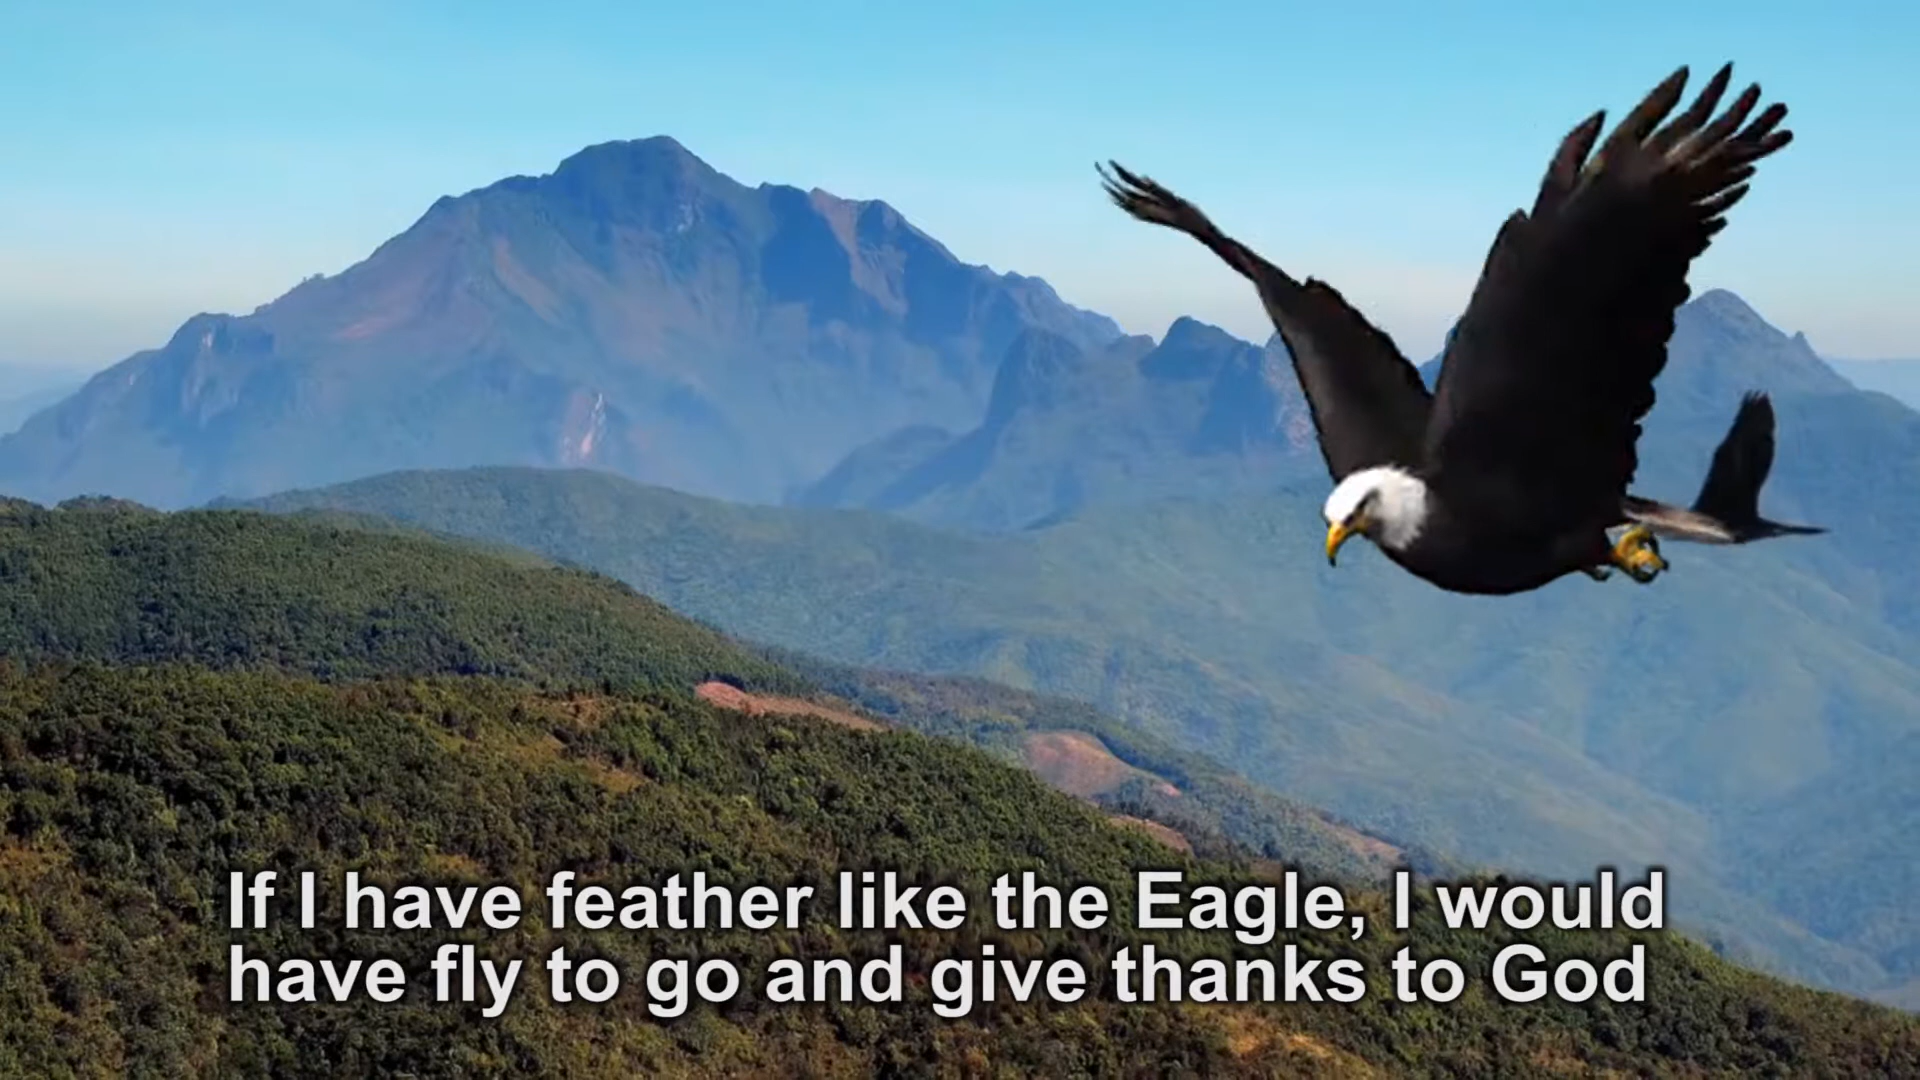 If I have feather like the Eagle, I would
have fly to go and give thanks to God